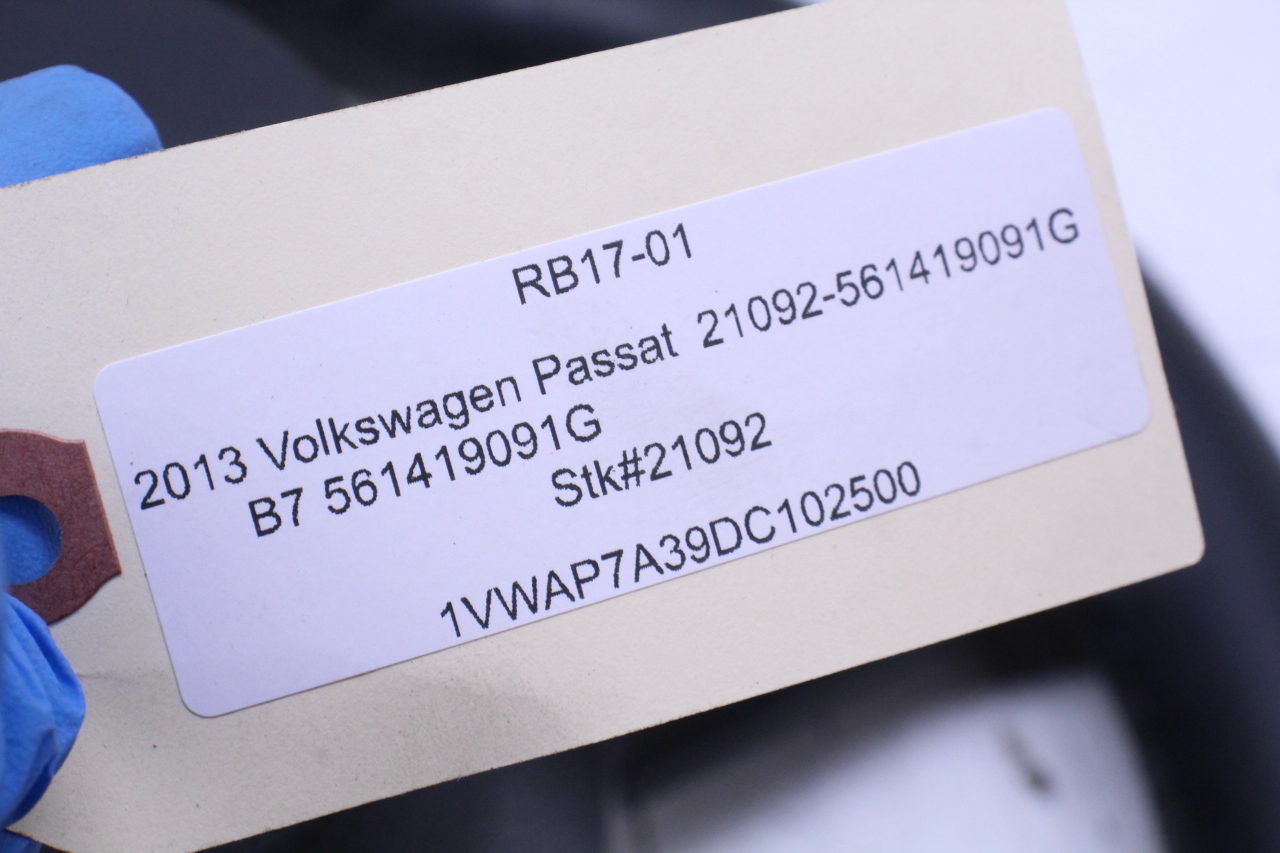 RB17-01
2013 Volkswagen Passat 21092-561419091G
B7 561419091G
Stk#21092
1VWAP7A39DC102500